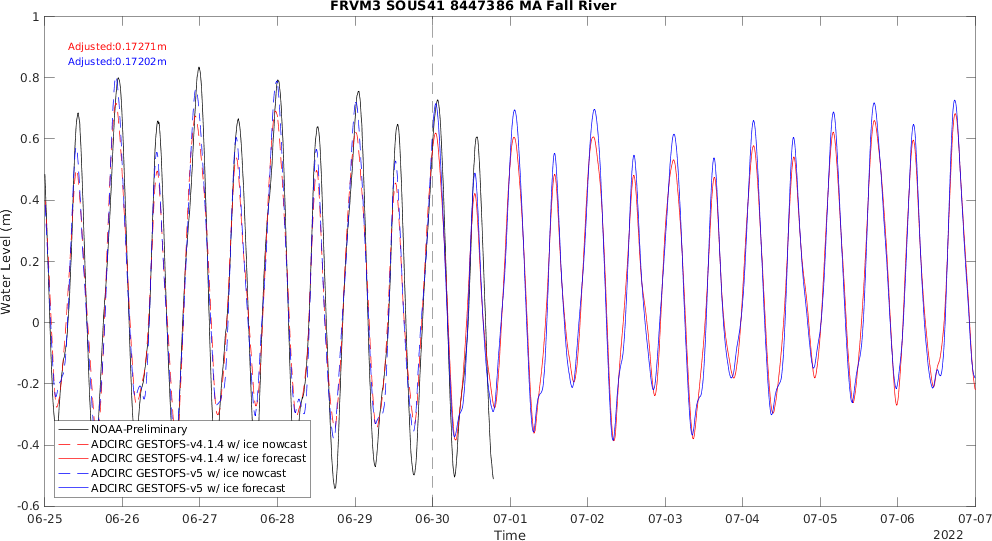 FRVM3 SOUS41 8447386 MA Fall River
Adjusted:0.17271m
Adjusted:0.17202m
Water Level (m)
1
0.8
0.6
0.4
0.2
0
-0.2
-0.4
-0.6
NOAA-Preliminary
ADCIRC GESTOFS-v4.1.4 w/ ice nowcast
ADCIRC GESTOFS-v4.1.4 w/ ice forecast
ADCIRC GESTOFS-v5 w/ ice nowcast
ADCIRC GESTOFS-v5 w/ ice forecast
06-25 06-26 06-27 06-28 06-29 06-30 07-01 07-02 07-03 07-04 07-05 07-06 07-07
Time
2022